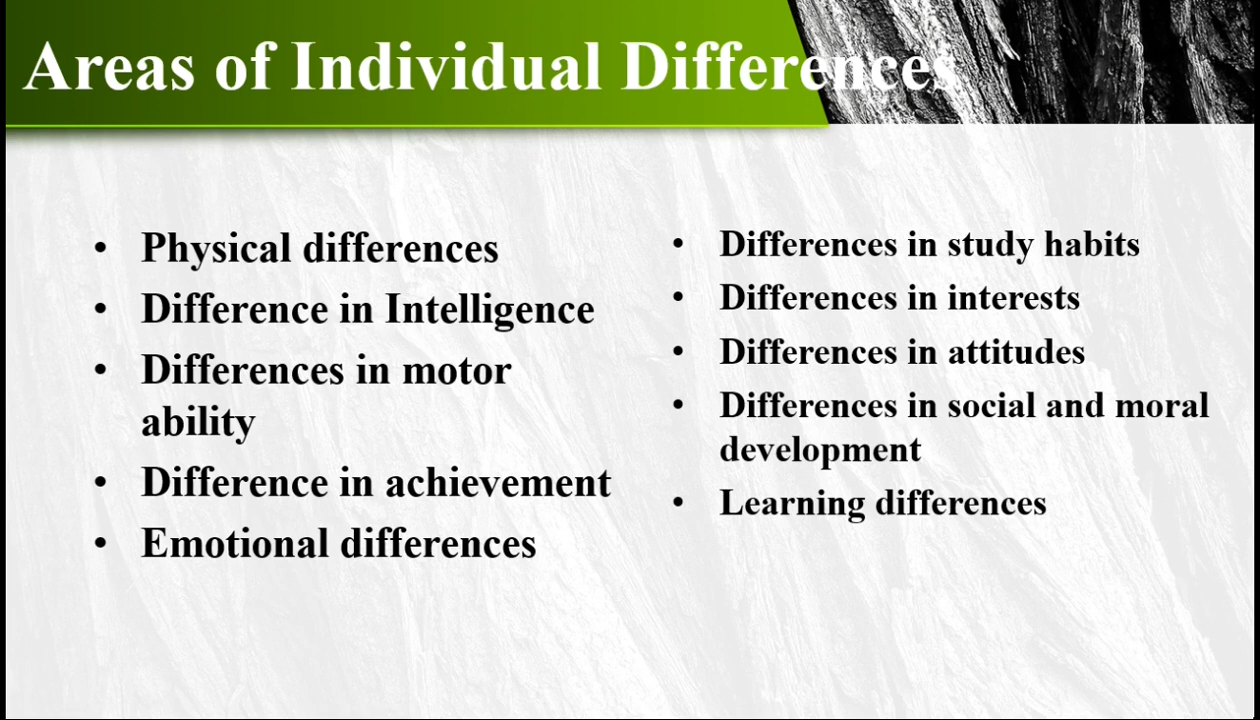 Areas of Individual Differences
• Physical differences
• Difference in Intelligence
• Differences in motor
ability
• Difference in achievement
• Emotional differences
• Differences in study habits
• Differences in interests
• Differences in attitudes
• Differences in social and moral
development
• Learning differences